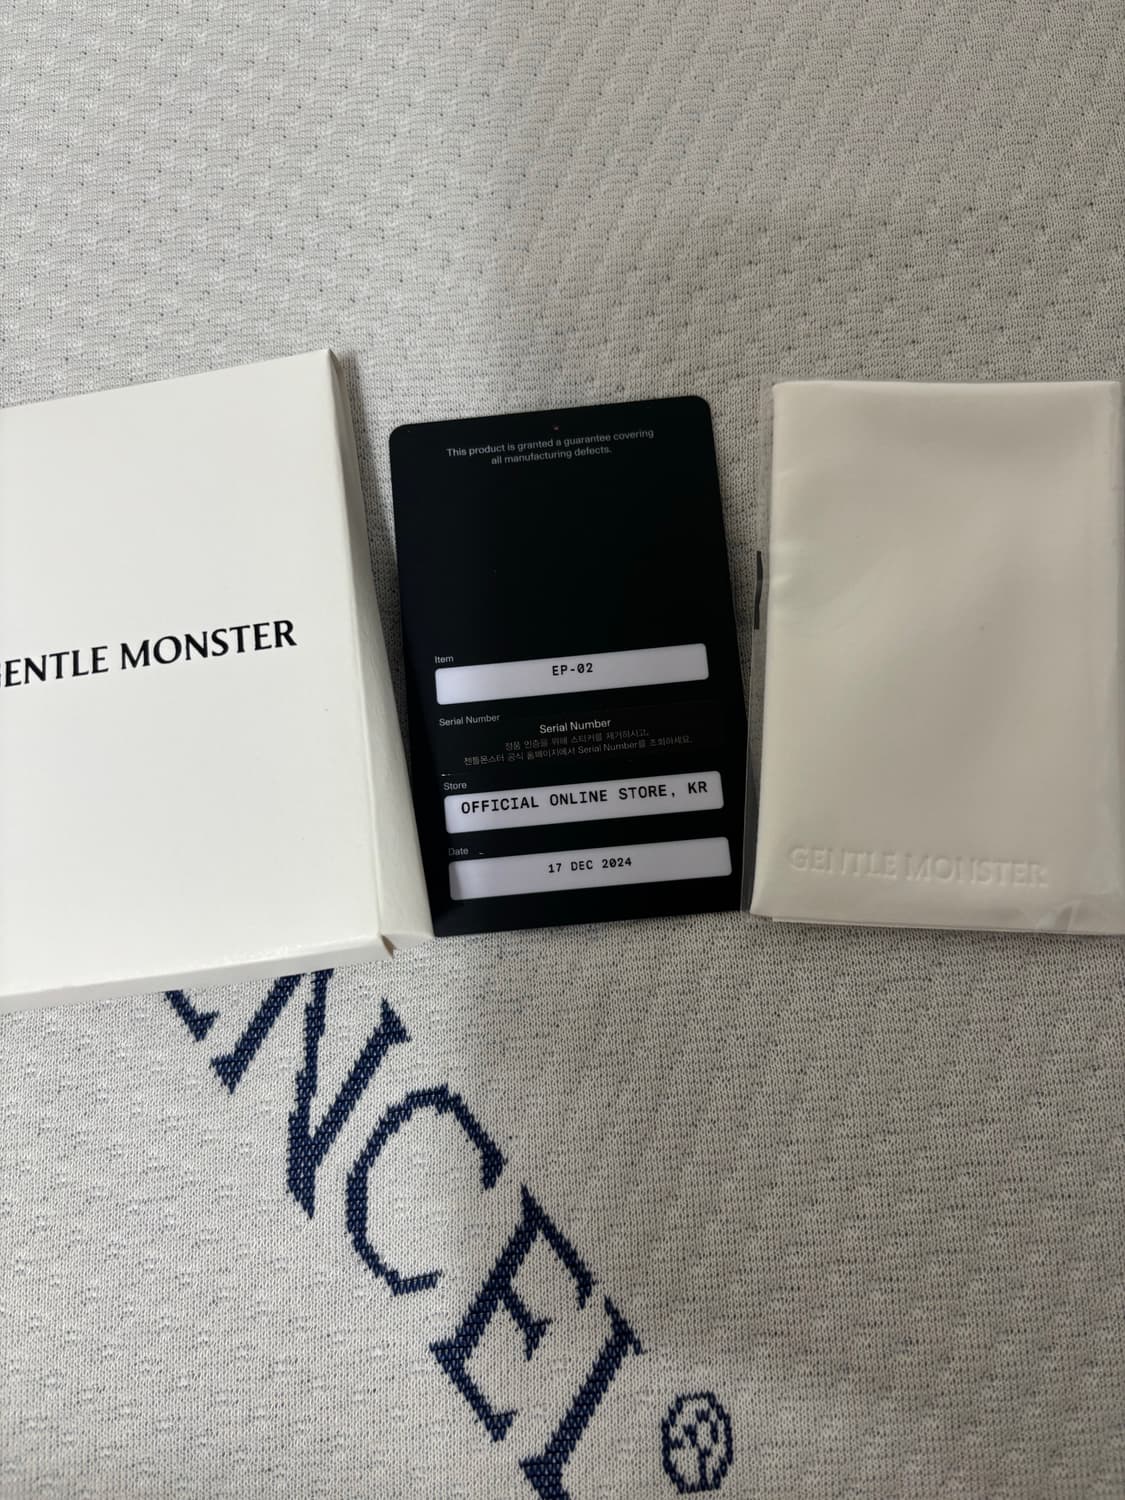 ENTLE MONSTER
This product is granted a guarantee covering
all manufacturing defects.
Item
EP-02
Serial Number
Serial Number
정품 인증을 위해 스티커를 제거하시고,
젠틀몬스터 공식 홈페이지에서 Serial Number를 조회하세요.
Store
OFFICIAL ONLINE STORE, KR
Date
17 DEC 2024
GENTLE MONSTER
NCEL